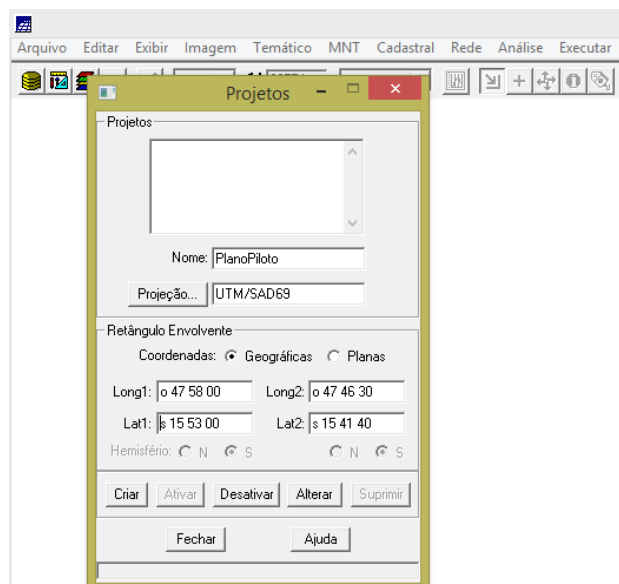 Arquivo Editar Exibir Imagem Temático MNT Cadastral Rede Análise Executar
Projetos
Projetos
Nome: PlanoPiloto
Projeção... UTM/SAD69
Retângulo Envolvente
Coordenadas: Geográficas Planas
Long1: o 47 58 00 Long2: o 47 46 30
Lat1: s 15 53 00 Lat2: s 15 41 40
Hemisfério: N S N S
Criar Ativar Desativar Alterar Suprimir
Fechar Ajuda